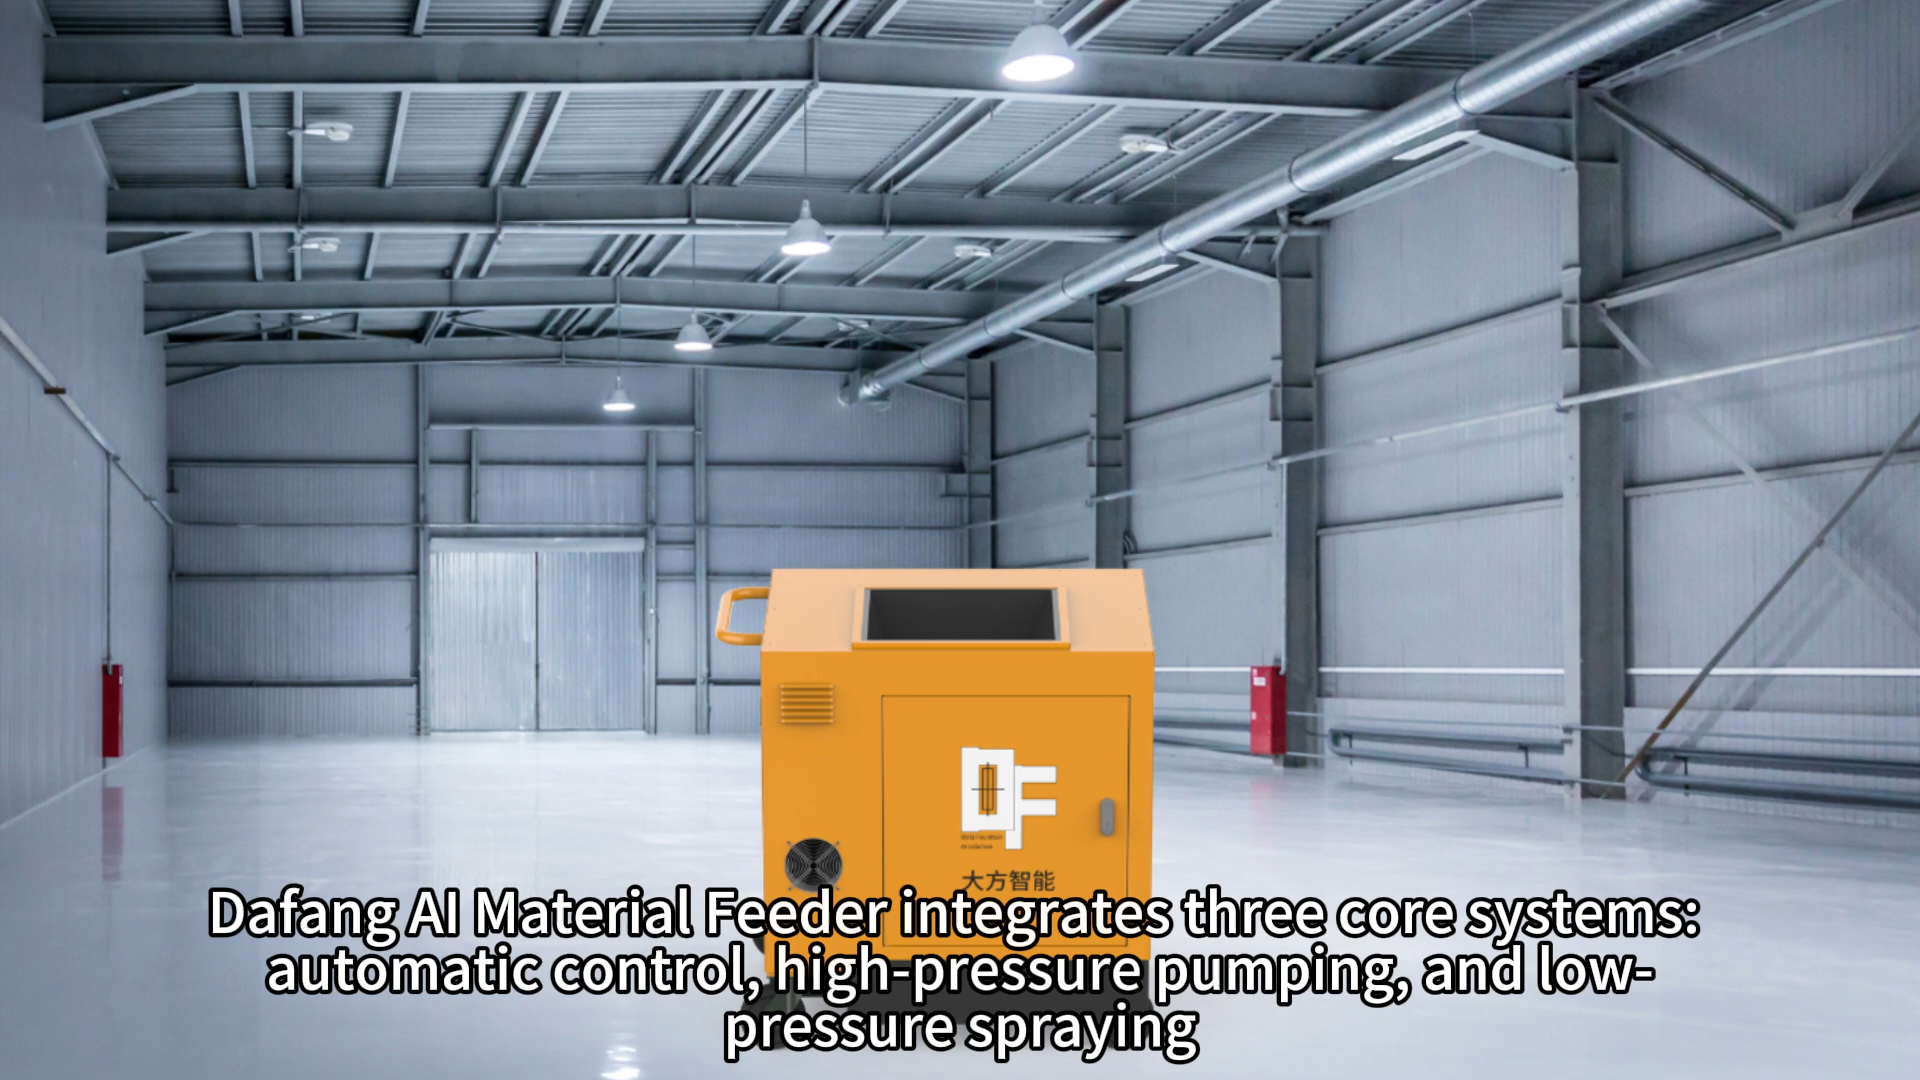 DF
大方智能
Dafang AI Material Feeder integrates three core systems:
automatic control, high-pressure pumping, and low-
pressure spraying